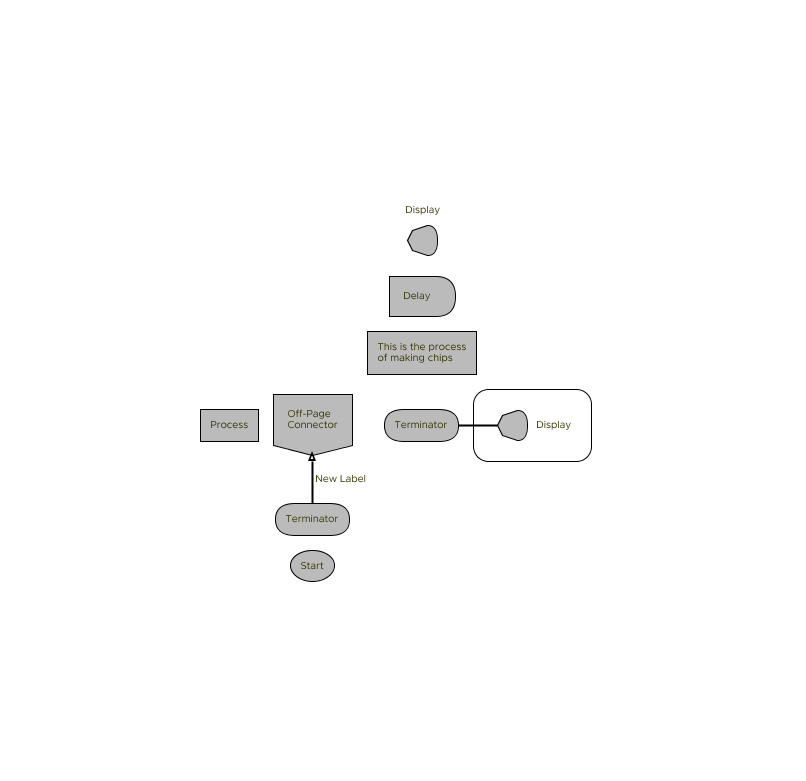 Display
Delay
This is the process
of making chips
Process
Off-Page
Connector
Terminator
Display
New Label
Terminator
Start